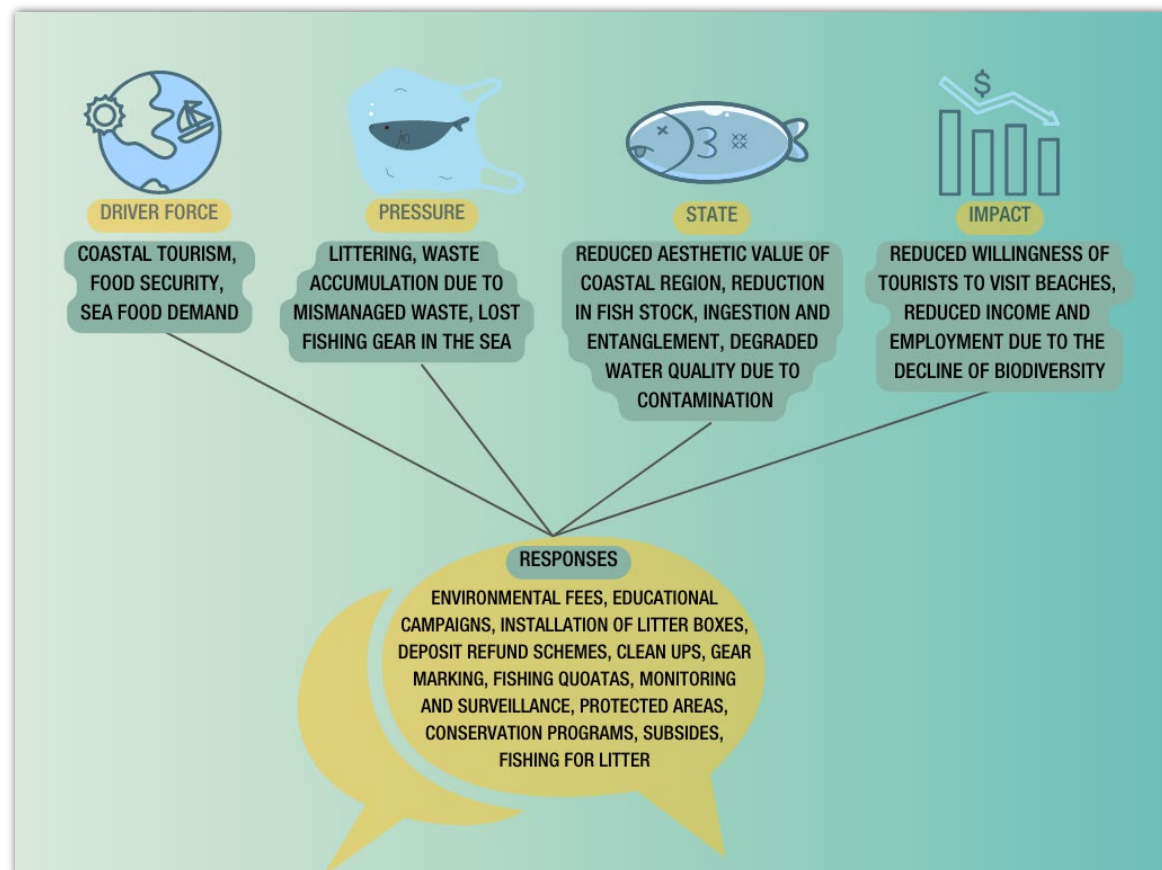 $
DRIVER FORCE
COASTAL TOURISM,
FOOD SECURITY,
SEA FOOD DEMAND
PRESSURE
LITTERING, WASTE
ACCUMULATION DUE TO
MISMANAGED WASTE, LOST
FISHING GEAR IN THE SEA
STATE
REDUCED AESTHETIC VALUE OF
COASTAL REGION, REDUCTION
IN FISH STOCK, INGESTION AND
ENTANGLEMENT, DEGRADED
WATER QUALITY DUE TO
CONTAMINATION
IMPACT
REDUCED WILLINGNESS OF
TOURISTS TO VISIT BEACHES,
REDUCED INCOME AND
EMPLOYMENT DUE TO THE
DECLINE OF BIODIVERSITY
RESPONSES
ENVIRONMENTAL FEES, EDUCATIONAL
CAMPAIGNS, INSTALLATION OF LITTER BOXES,
DEPOSIT REFUND SCHEMES, CLEAN UPS, GEAR
MARKING, FISHING QUOATAS, MONITORING
AND SURVEILLANCE, PROTECTED AREAS,
CONSERVATION PROGRAMS, SUBSIDES,
FISHING FOR LITTER